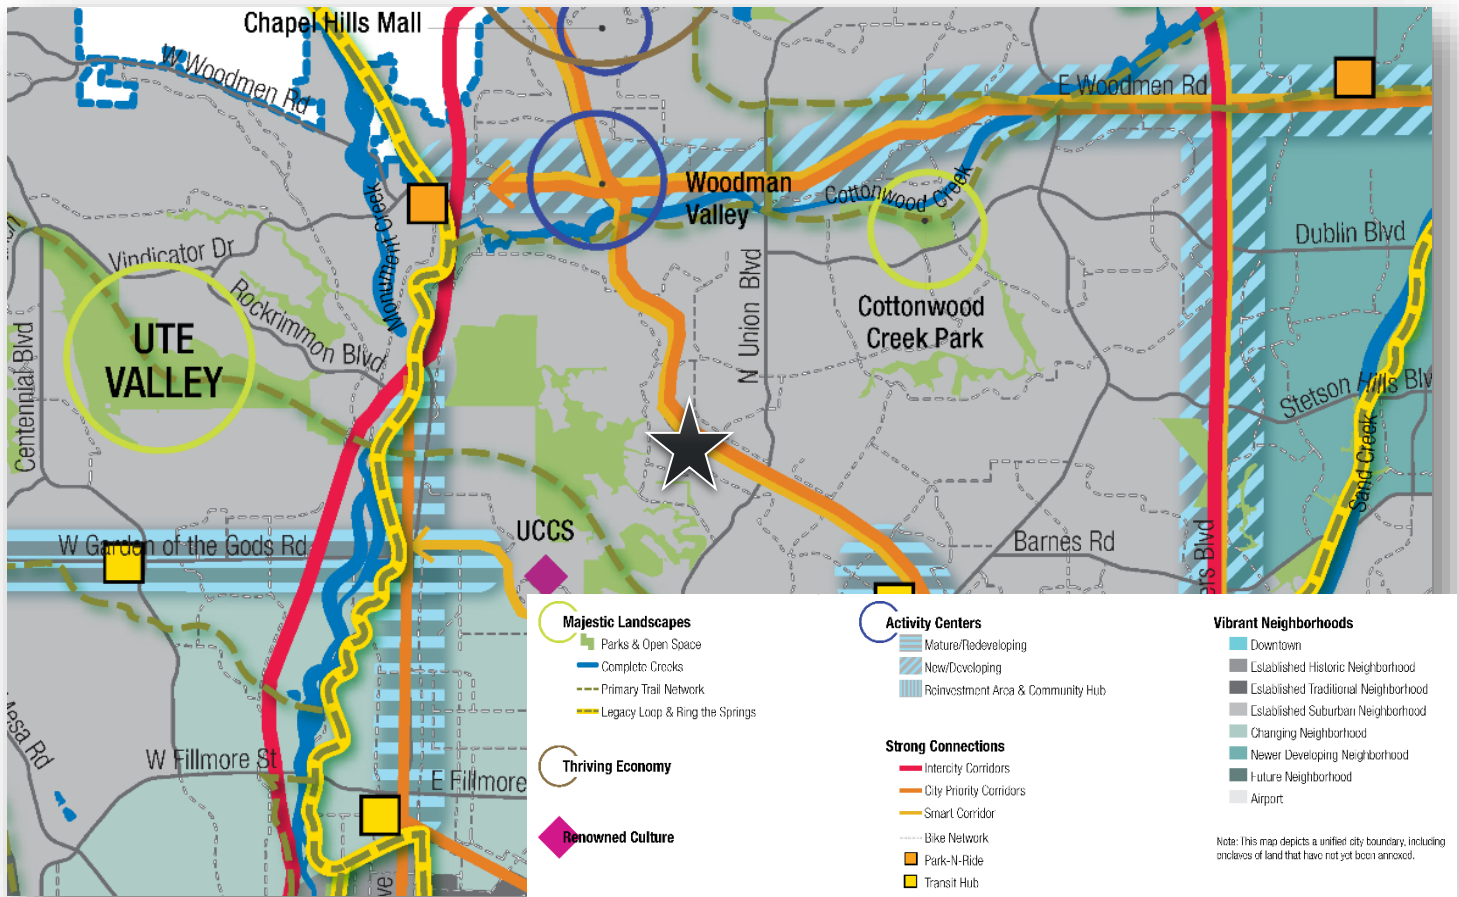 Chapel Hills Mall
W Woodmen Rd
E Woodmen Rd
Woodman
Valley
Cottonwood Creek
Monument Creek
Vindicator Dr
Rockrimmon Blvd
UTE
VALLEY
Centennial Blvd
N Union Blvd
Cottonwood
Creek Park
Dublin Blvd
Stetson Hills Blv
Sand Creek
UCCS
W Garden of the Gods Rd
Barnes Rd
ers Blvd
Mesa Rd
W Fillmore St
E Fillmore
ve
Majestic Landscapes
Parks & Open Space
Complete Creeks
Primary Trail Network
Legacy Loop & Ring the Springs
Thriving Economy
Renowned Culture
Activity Centers
Mature/Redeveloping
New/Developing
Reinvestment Area & Community Hub
Strong Connections
Intercity Corridors
City Priority Corridors
Smart Corridor
Bike Network
Park-N-Ride
Transit Hub
Vibrant Neighborhoods
Downtown
Established Historic Neighborhood
Established Traditional Neighborhood
Established Suburban Neighborhood
Changing Neighborhood
Newer Developing Neighborhood
Future Neighborhood
Airport
Note: This map depicts a unified city boundary, including
enclaves of land that have not yet been annexed.